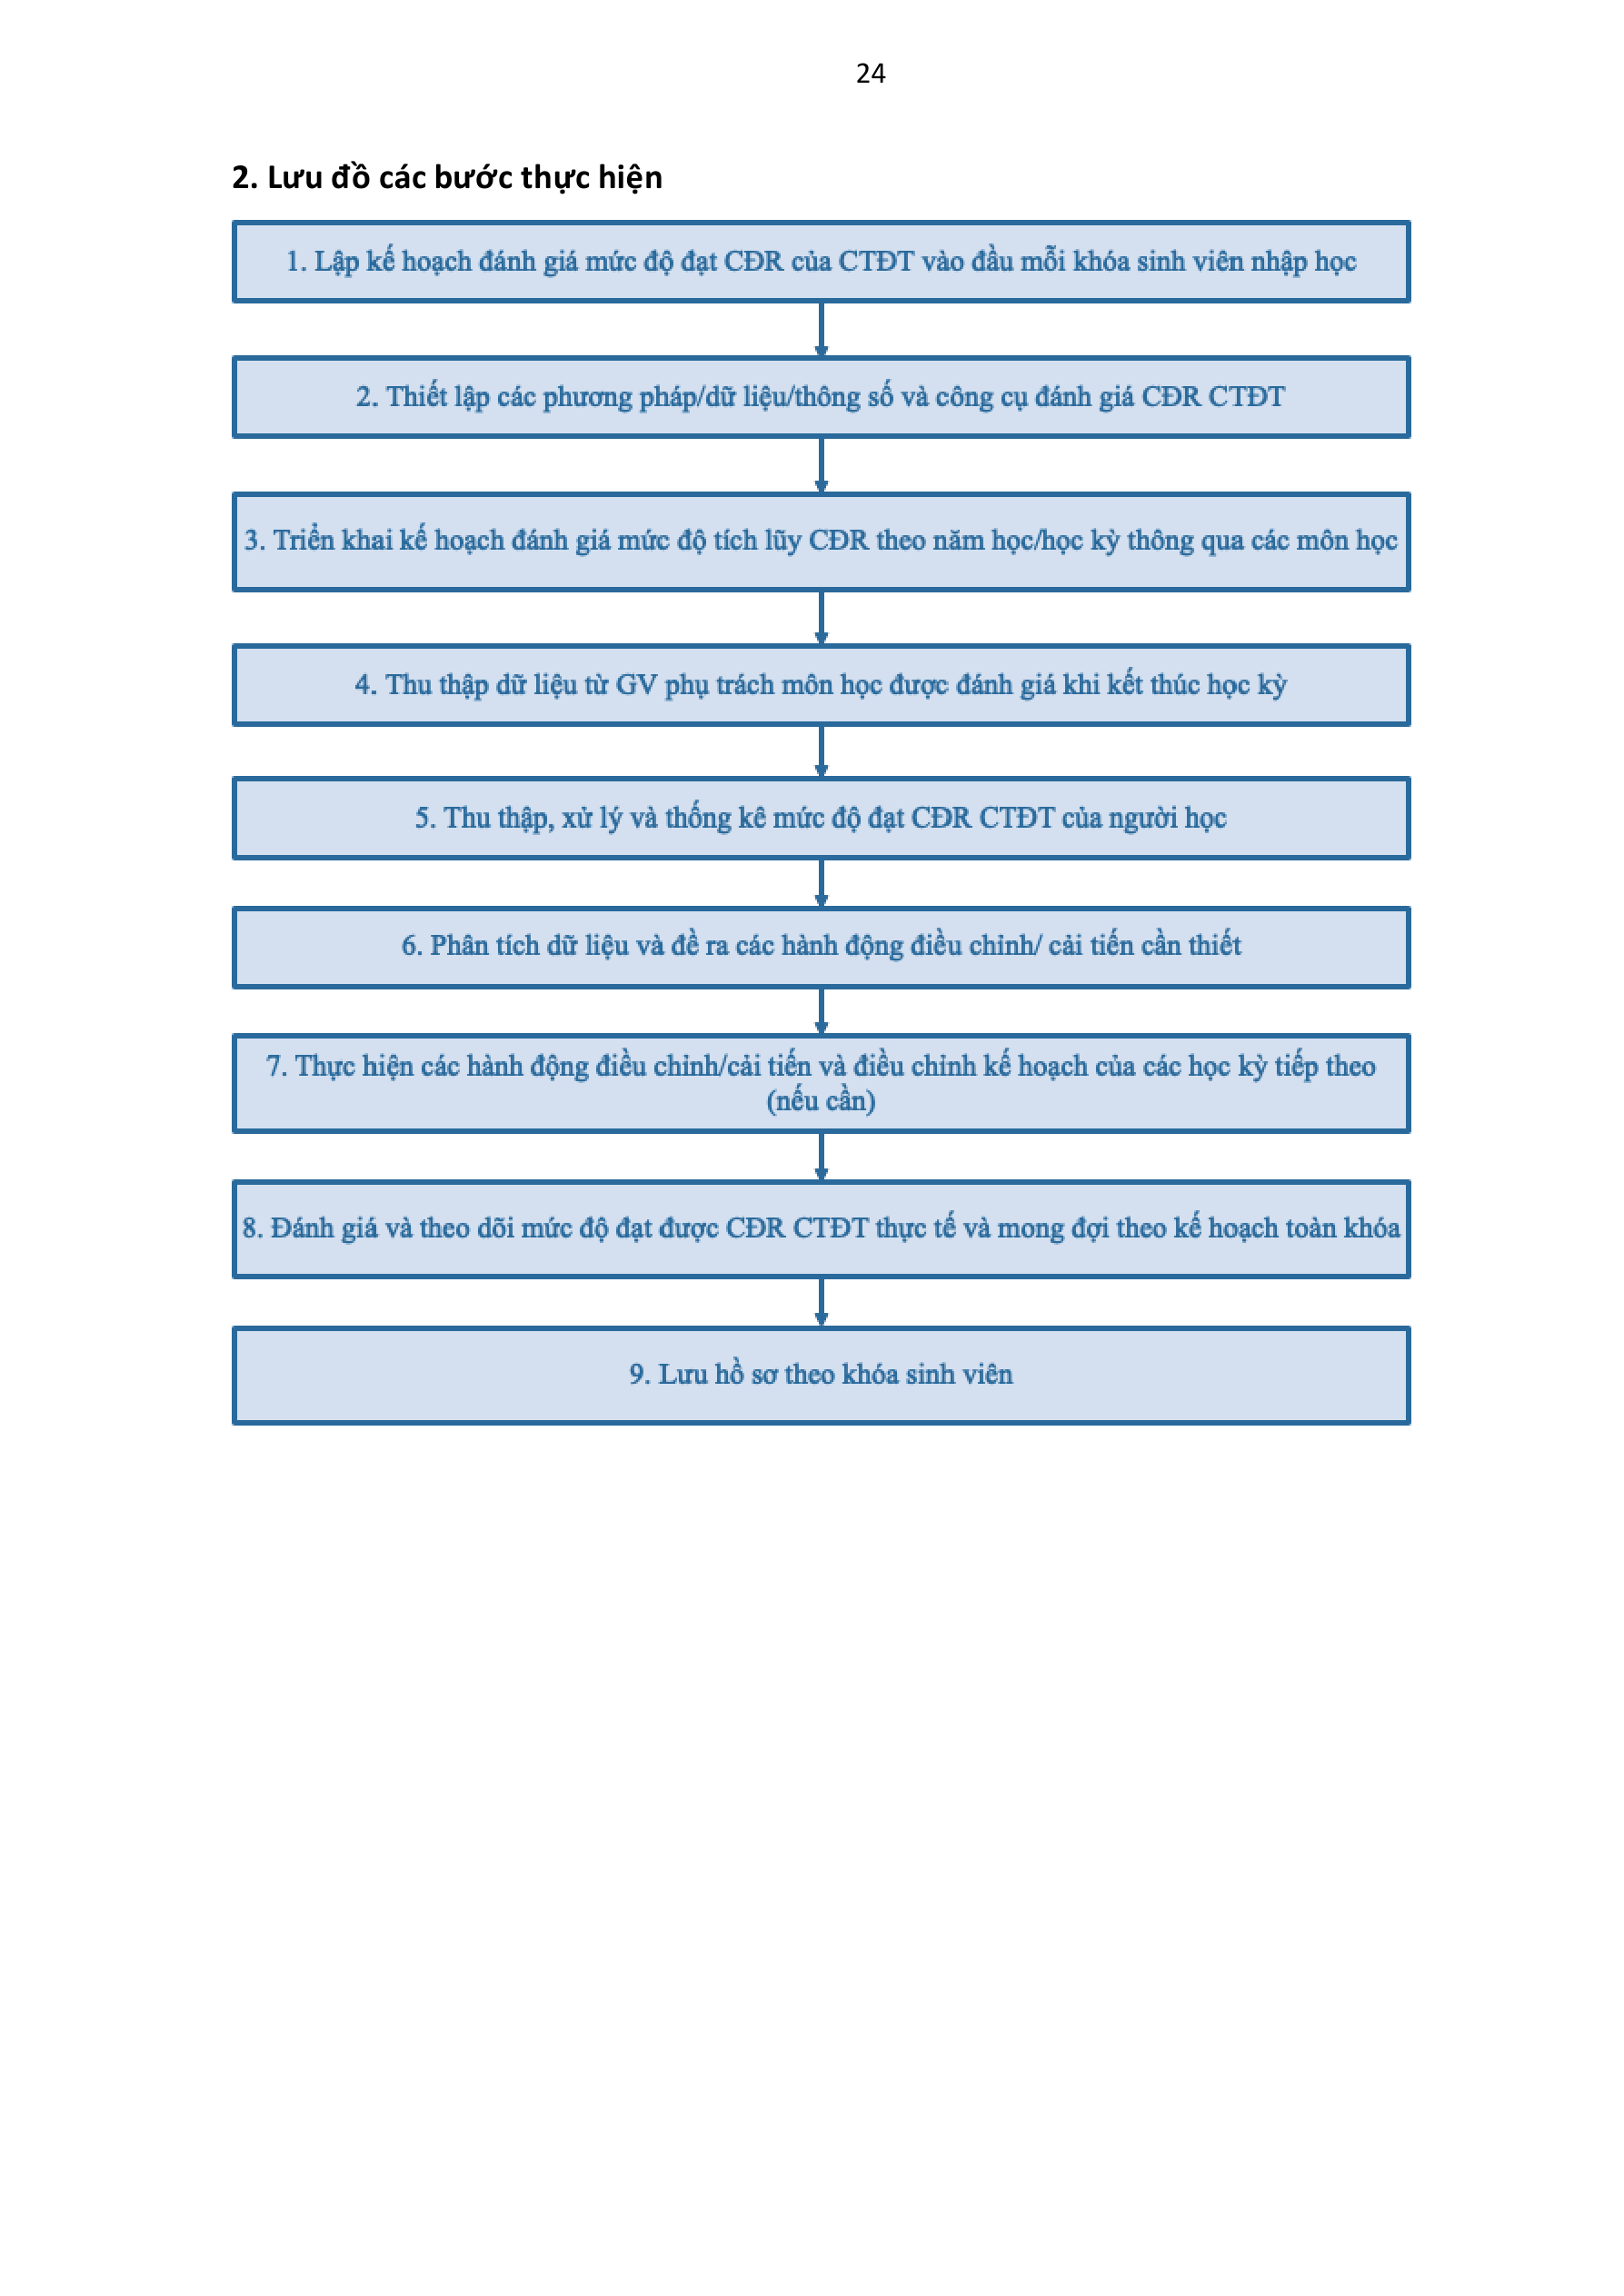 24
2. Lưu đồ các bước thực hiện
1. Lập kế hoạch đánh giá mức độ đạt CĐR của CTĐT vào đầu mỗi khóa sinh viên nhập học
2. Thiết lập các phương pháp/dữ liệu/thông số và công cụ đánh giá CĐR CTĐT
3. Triển khai kế hoạch đánh giá mức độ tích lũy CĐR theo năm học/học kỳ thông qua các môn học
4. Thu thập dữ liệu từ GV phụ trách môn học được đánh giá khi kết thúc học kỳ
5. Thu thập, xử lý và thống kê mức độ đạt CĐR CTĐT của người học
6. Phân tích dữ liệu và đề ra các hành động điều chỉnh/ cải tiến cần thiết
7. Thực hiện các hành động điều chỉnh/cải tiến và điều chỉnh kế hoạch của các học kỳ tiếp theo
(nếu cần)
8. Đánh giá và theo dõi mức độ đạt được CĐR CTĐT thực tế và mong đợi theo kế hoạch toàn khóa
9. Lưu hồ sơ theo khóa sinh viên